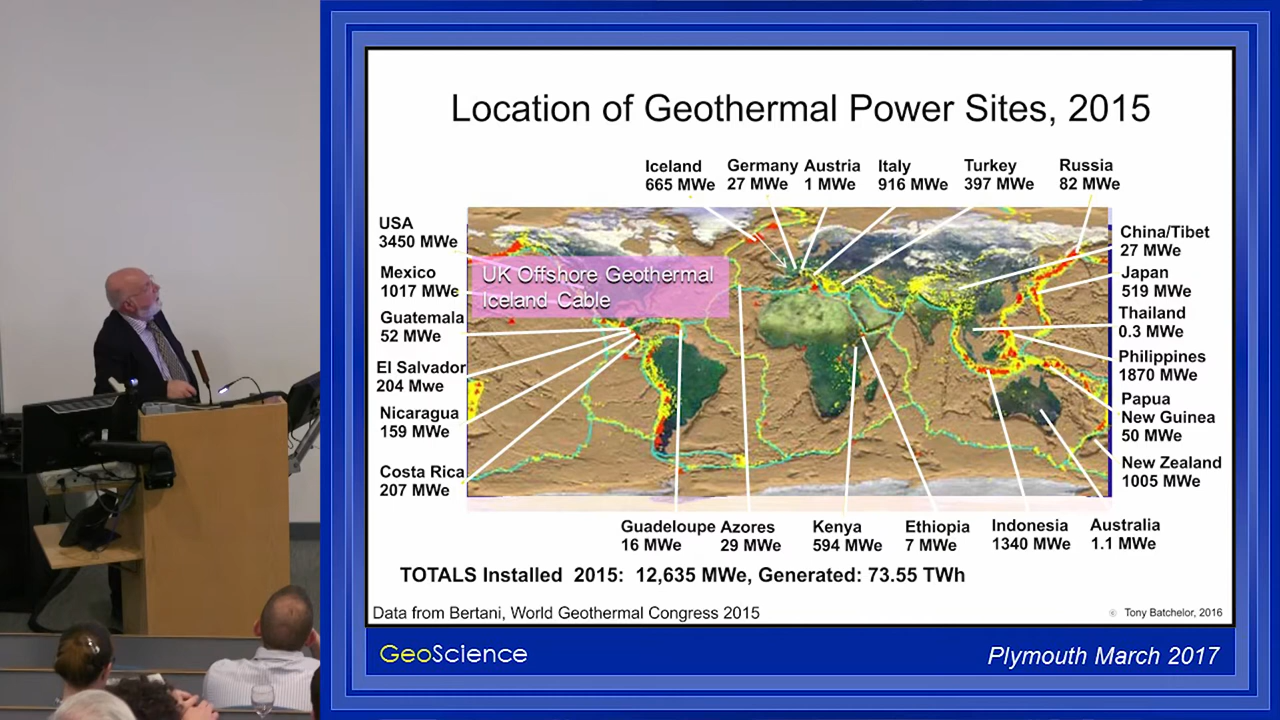 Location of Geothermal Power Sites, 2015
Iceland
665 MWe
Germany
27 MWe
Austria
1 MWe
Italy
916 MWe
Turkey
397 MWe
Russia
82 MWe
USA
3450 MWe
Mexico
1017 MWe
Guatemala
52 MWe
El Salvador
204 Mwe
Nicaragua
159 MWe
Costa Rica
207 MWe
UK Offshore Geothermal
Iceland Cable
China/Tibet
27 MWe
Japan
519 MWe
Thailand
0.3 MWe
Philippines
1870 MWe
Papua
New Guinea
50 MWe
New Zealand
1005 MWe
Guadeloupe
16 MWe
Azores
29 MWe
Kenya
594 MWe
Ethiopia
7 MWe
Indonesia
1340 MWe
Australia
1.1 MWe
TOTALS Installed 2015: 12,635 MWe, Generated: 73.55 TWh
Data from Bertani, World Geothermal Congress 2015
© Tony Batchelor, 2016
GeoScience
Plymouth March 2017